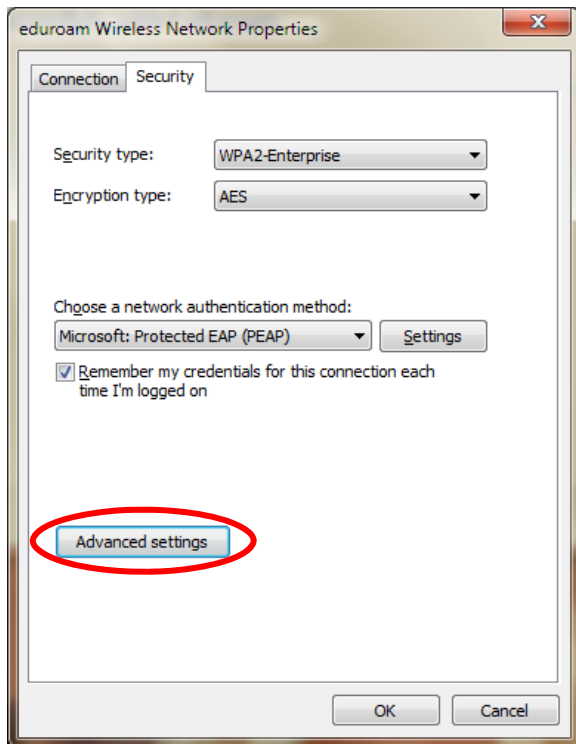 eduroam Wireless Network Properties
Connection Security
Security type: WPA2-Enterprise
Encryption type: AES
Choose a network authentication method:
Microsoft: Protected EAP (PEAP) Settings
Remember my credentials for this connection each
time I'm logged on
Advanced settings
OK Cancel